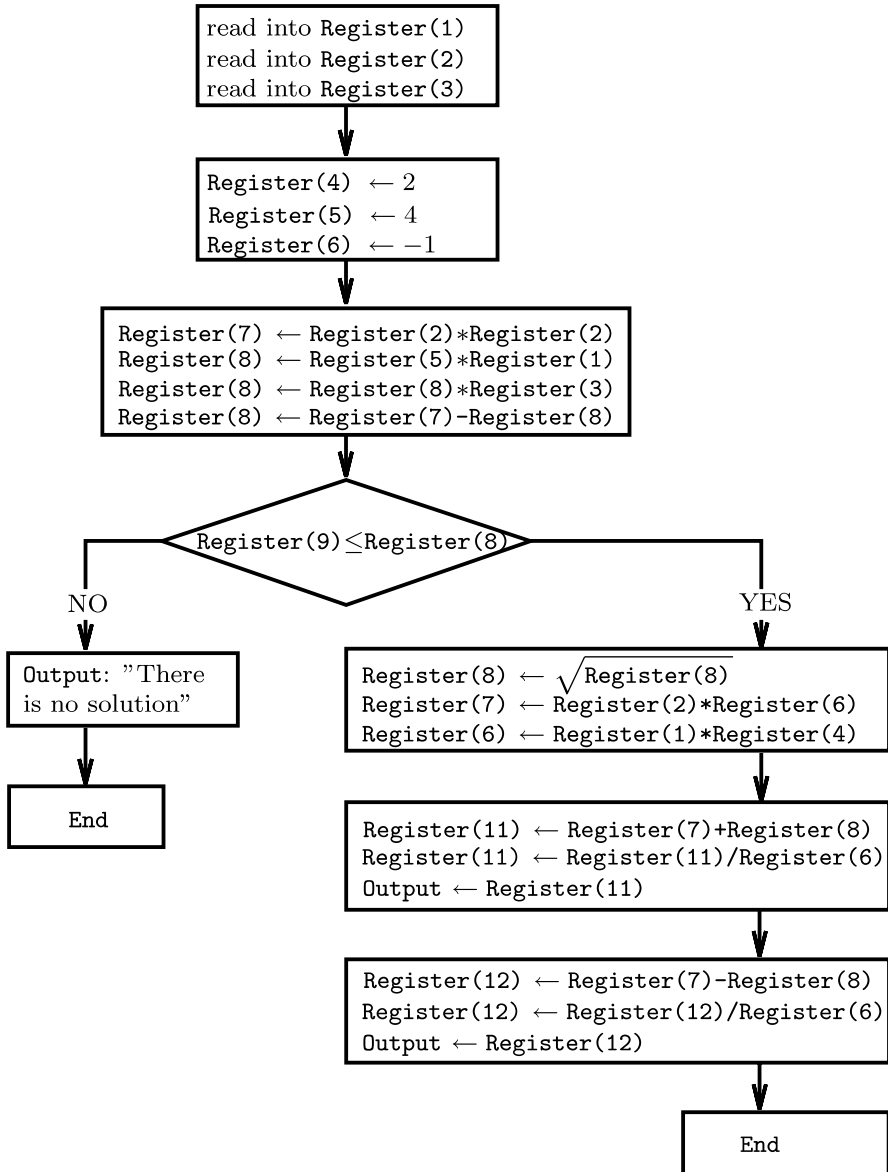 read into Register(1)
read into Register(2)
read into Register(3)
Register(4) ← 2
Register(5) ← 4
Register(6) ← −1
Register(7) ← Register(2)*Register(2)
Register(8) ← Register(5)*Register(1)
Register(8) ← Register(8)*Register(3)
Register(8) ← Register(7)-Register(8)
Register(9)≤Register(8)
NO
YES
Output: ”There
is no solution”
End
Register(8) ← √Register(8)
Register(7) ← Register(2)*Register(6)
Register(6) ← Register(1)*Register(4)
Register(11) ← Register(7)+Register(8)
Register(11) ← Register(11)/Register(6)
Output ← Register(11)
Register(12) ← Register(7)-Register(8)
Register(12) ← Register(12)/Register(6)
Output ← Register(12)
End